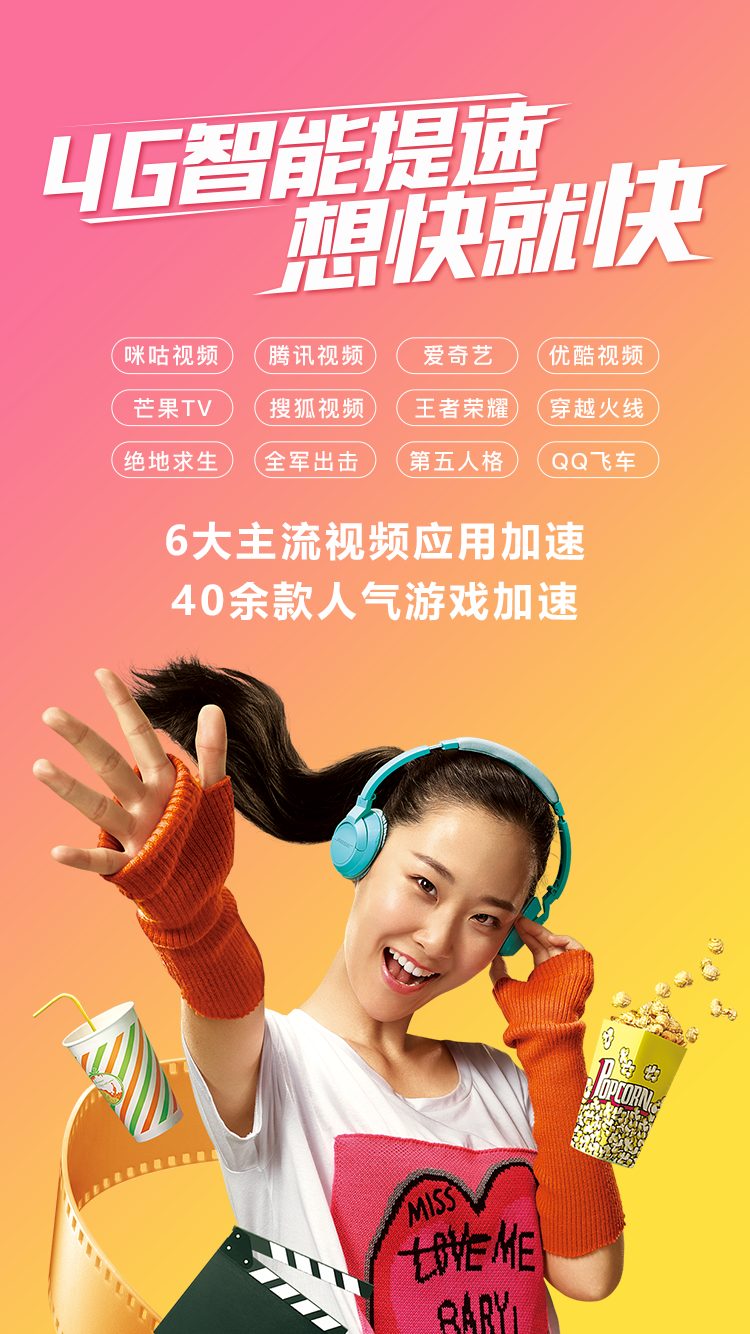 4G智能提速
想快就快
咪咕视频 腾讯视频 爱奇艺 优酷视频
芒果TV 搜狐视频 王者荣耀 穿越火线
绝地求生 全军出击 第五人格 QQ飞车
6大主流视频应用加速
40余款人气游戏加速
POPCORN
MISS
LOVE ME
BABY!